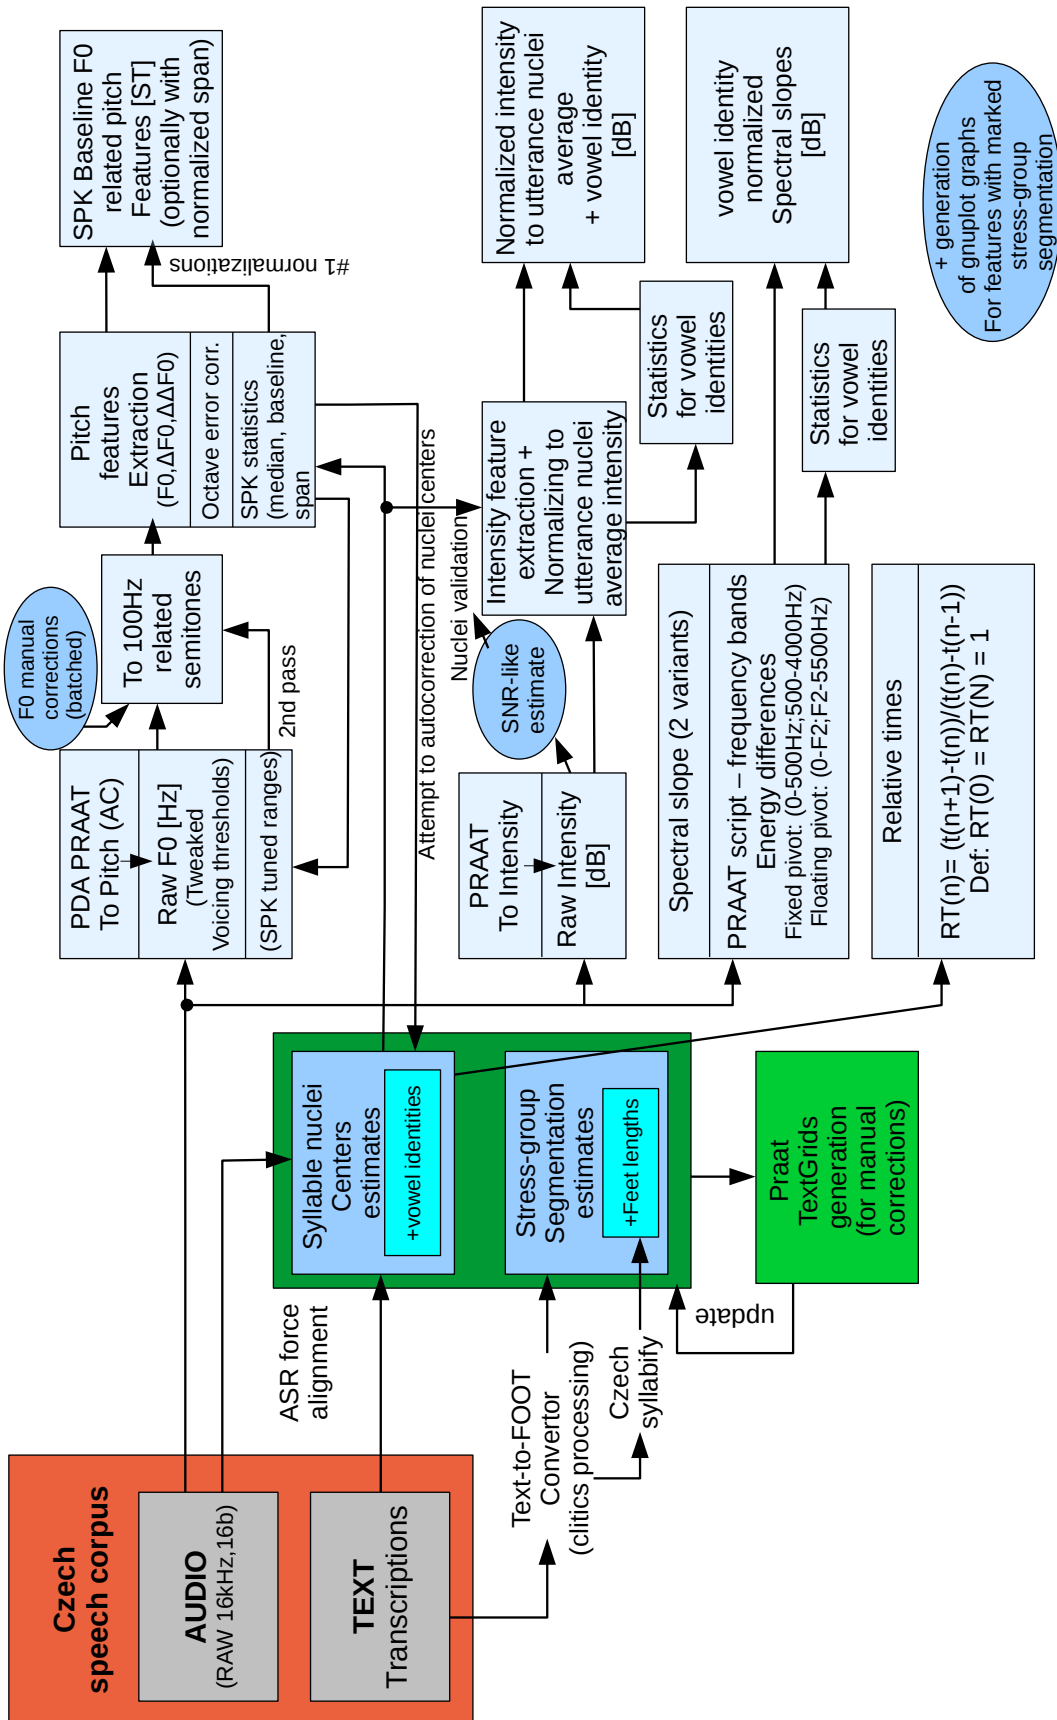 Czech
speech corpus
AUDIO
(RAW 16kHz,16b)
TEXT
Transcriptions
ASR force
alignment
Text-to-FOOT
Convertor
(clitics processing)
Czech
syllabify
Syllable nuclei
Centers
estimates
+vowel identities
Stress-group
Segmentation
estimates
+Feet lengths
update
Praat
TextGrids
generation
(for manual
corrections)
PDA PRAAT
To Pitch (AC)
Raw F0 [Hz]
(Tweaked
Voicing thresholds)
(SPK tuned ranges)
F0 manual
corrections
(batched)
2nd pass
To 100Hz
related
semitones
Pitch
features
Extraction
(F0,ΔF0,ΔΔF0)
Octave error corr.
SPK statistics
(median, baseline,
span
#1 normalizations
SPK Baseline F0
related pitch
Features [ST]
(optionally with
normalized span)
Attempt to autocorrection of nuclei centers
Nuclei validation
PRAAT
To Intensity
Raw Intensity
[dB]
SNR-like
estimate
Intensity feature
extraction +
Normalizing to
utterance nuclei
average intensity
Statistics
for vowel
identities
Normalized intensity
to utterance nuclei
average
+ vowel identity
[dB]
Spectral slope (2 variants)
PRAAT script – frequency bands
Energy differences
Fixed pivot: (0-500Hz;500-4000Hz)
Floating pivot: (0-F2;F2-5500Hz)
Statistics
for vowel
identities
vowel identity
normalized
Spectral slopes
[dB]
Relative times
RT(n)= (t(n+1)-t(n))/(t(n)-t(n-1))
Def: RT(0) = RT(N) = 1
+ generation
of gnuplot graphs
For features with marked
stress-group
segmentation